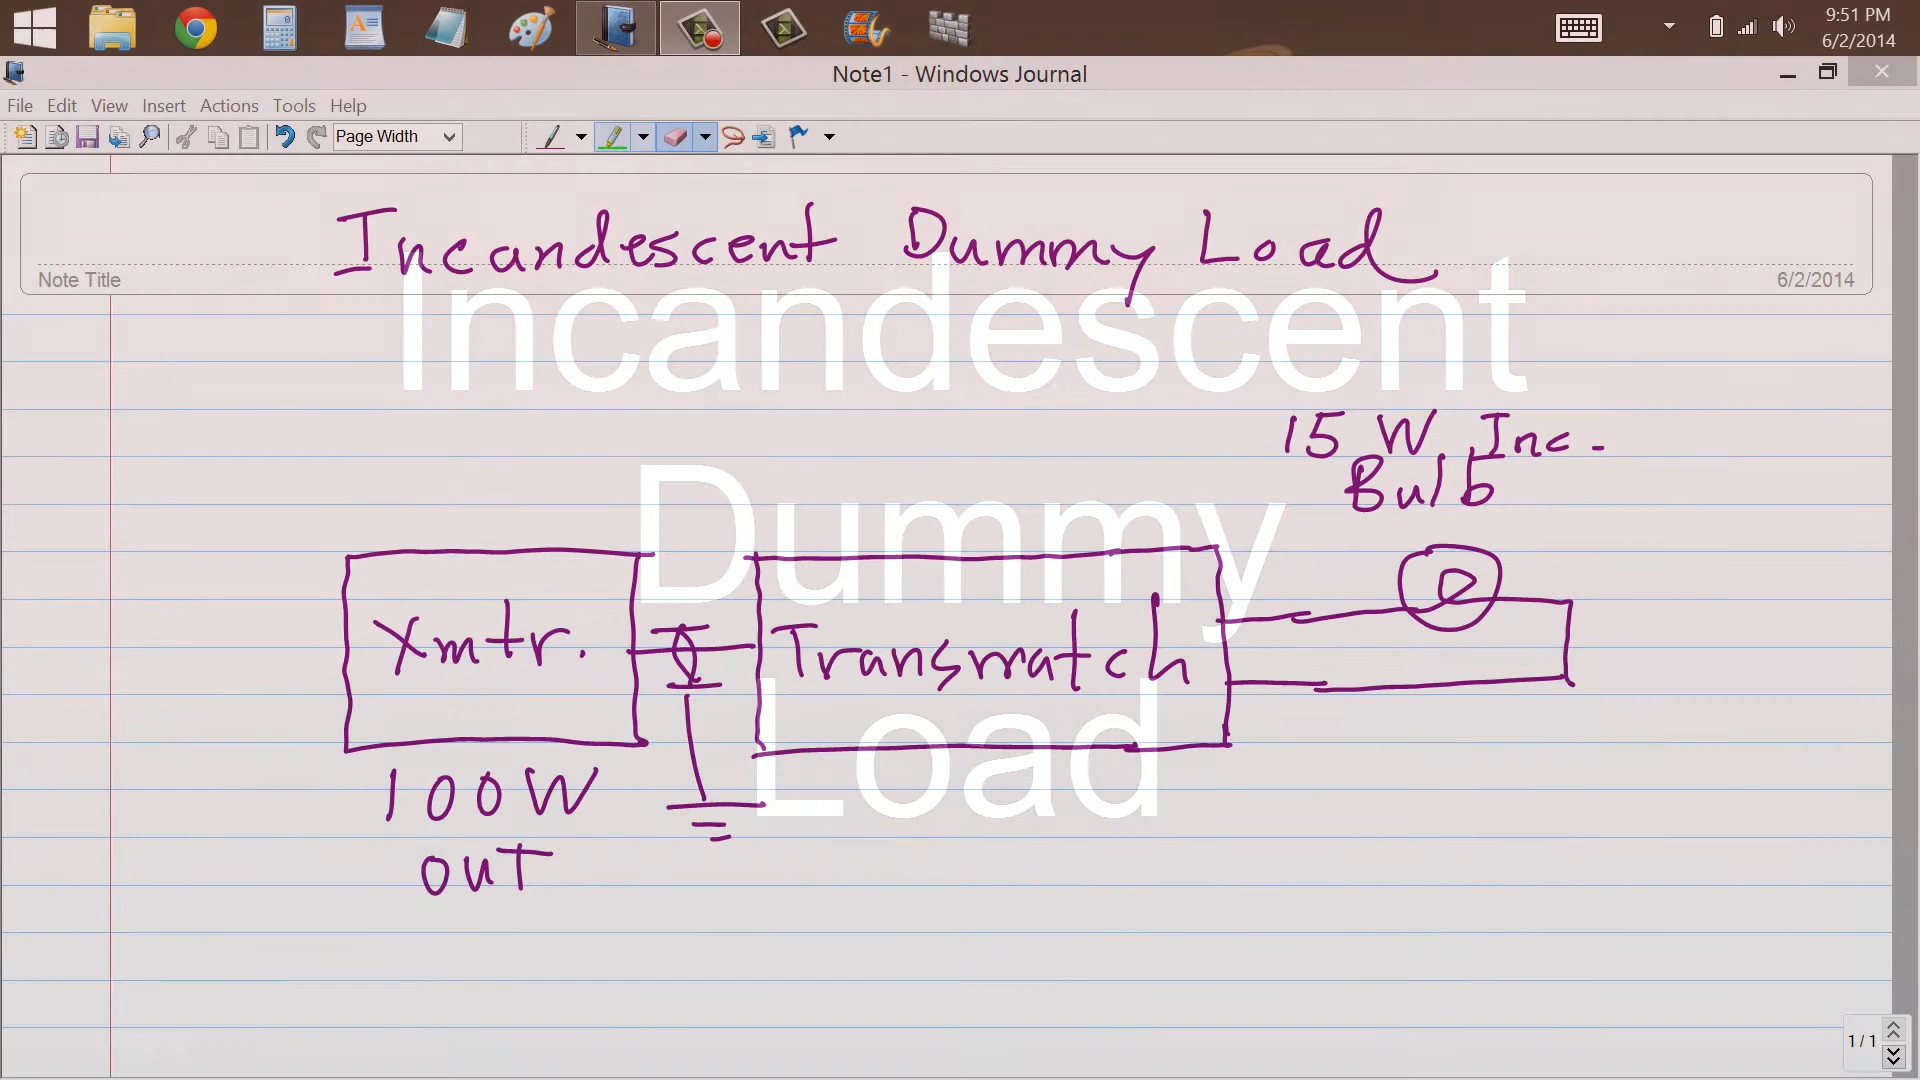 9:51 PM
6/2/2014
Note1 - Windows Journal
File Edit View Insert Actions Tools Help
Page Width
Incandescent Dummy Load
Note Title
6/2/2014
Incandescent
Dummy
Load
15 W Inc.
Bulb
Xmtr.
Transmatch
100W
out
1 / 1